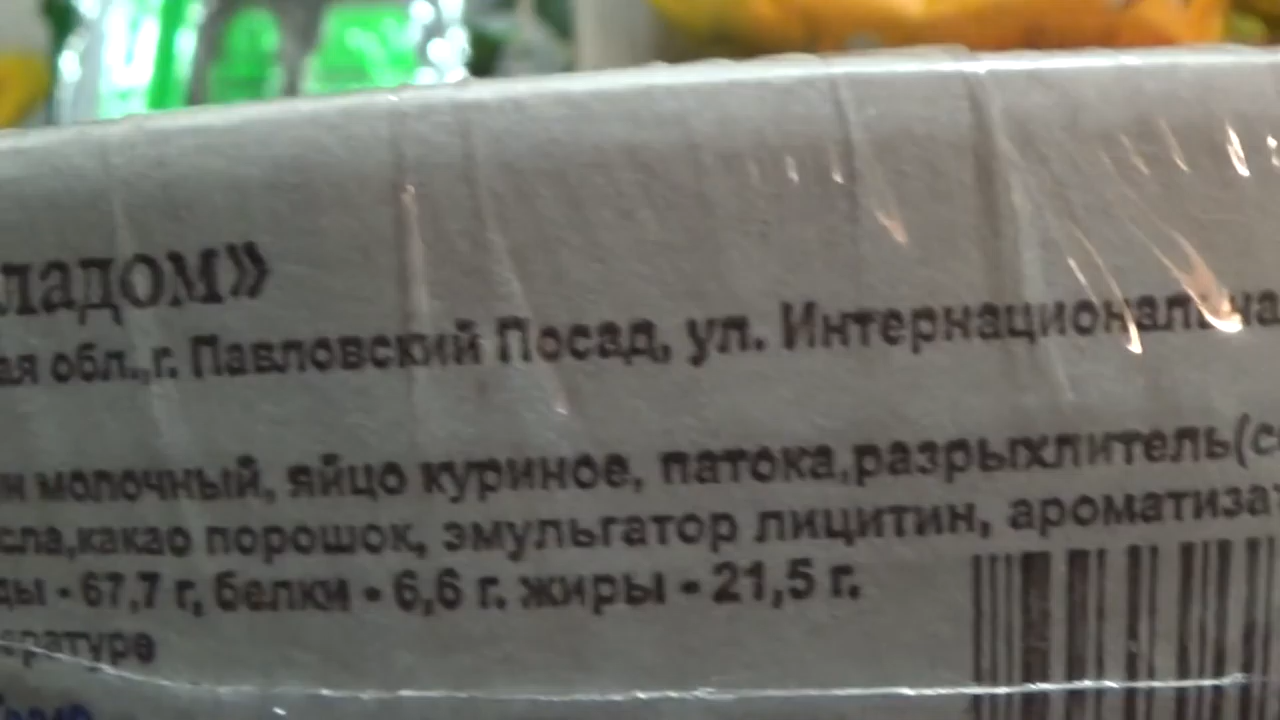 ладом»
ая обл.,г. Павловский Посад, ул. Интернациональна
н молочный, яйцо куриное, патока,разрыхлитель(с
сла,какао порошок, эмульгатор лицитин, ароматиза
ды - 67,7 г, белки - 6,6 г. жиры - 21,5 г.
ературе